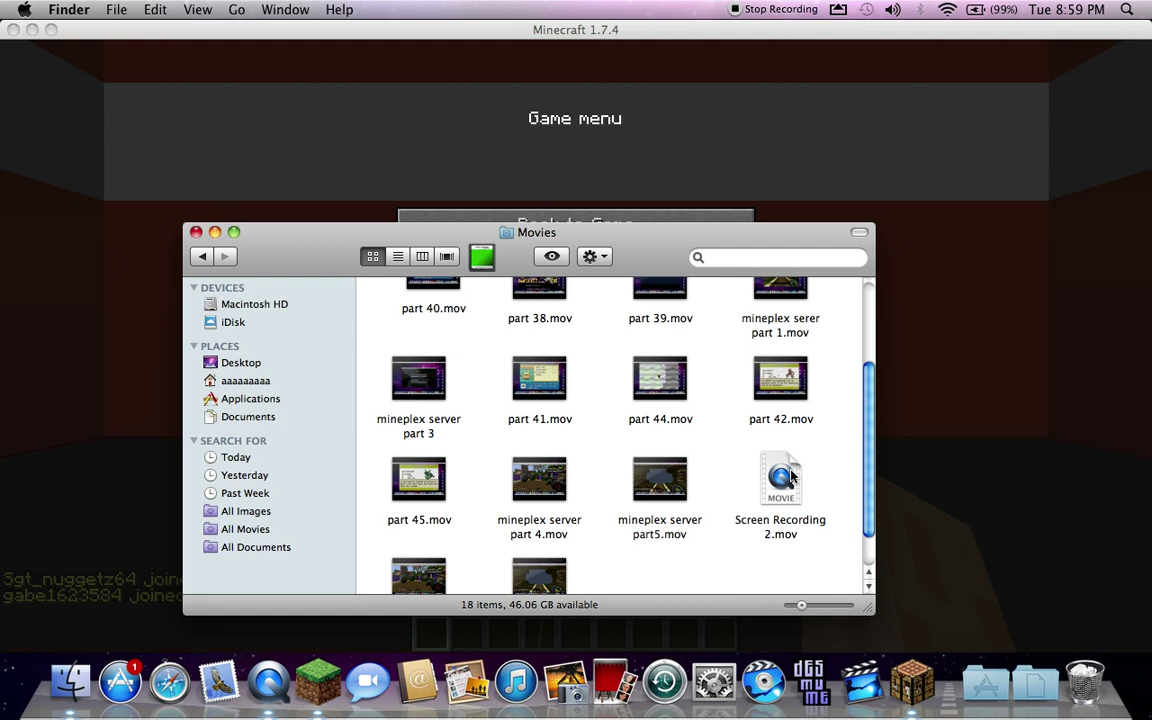 Finder File Edit View Go Window Help Stop Recording (99%) Tue 8:59 PM
Minecraft 1.7.4
Game menu
Movies
DEVICES
Macintosh HD
iDisk
PLACES
Desktop
aaaaaaaaa
Applications
Documents
SEARCH FOR
Today
Yesterday
Past Week
All Images
All Movies
All Documents
part 40.mov
part 38.mov
part 39.mov
mineplex serer
part 1.mov
mineplex server
part 3
part 41.mov
part 44.mov
part 42.mov
part 45.mov
mineplex server
part 4.mov
mineplex server
part5.mov
MOVIE
Screen Recording
2.mov
18 items, 46.06 GB available
Sgt_nuggetz64 joine
gabe1623584 joined
1